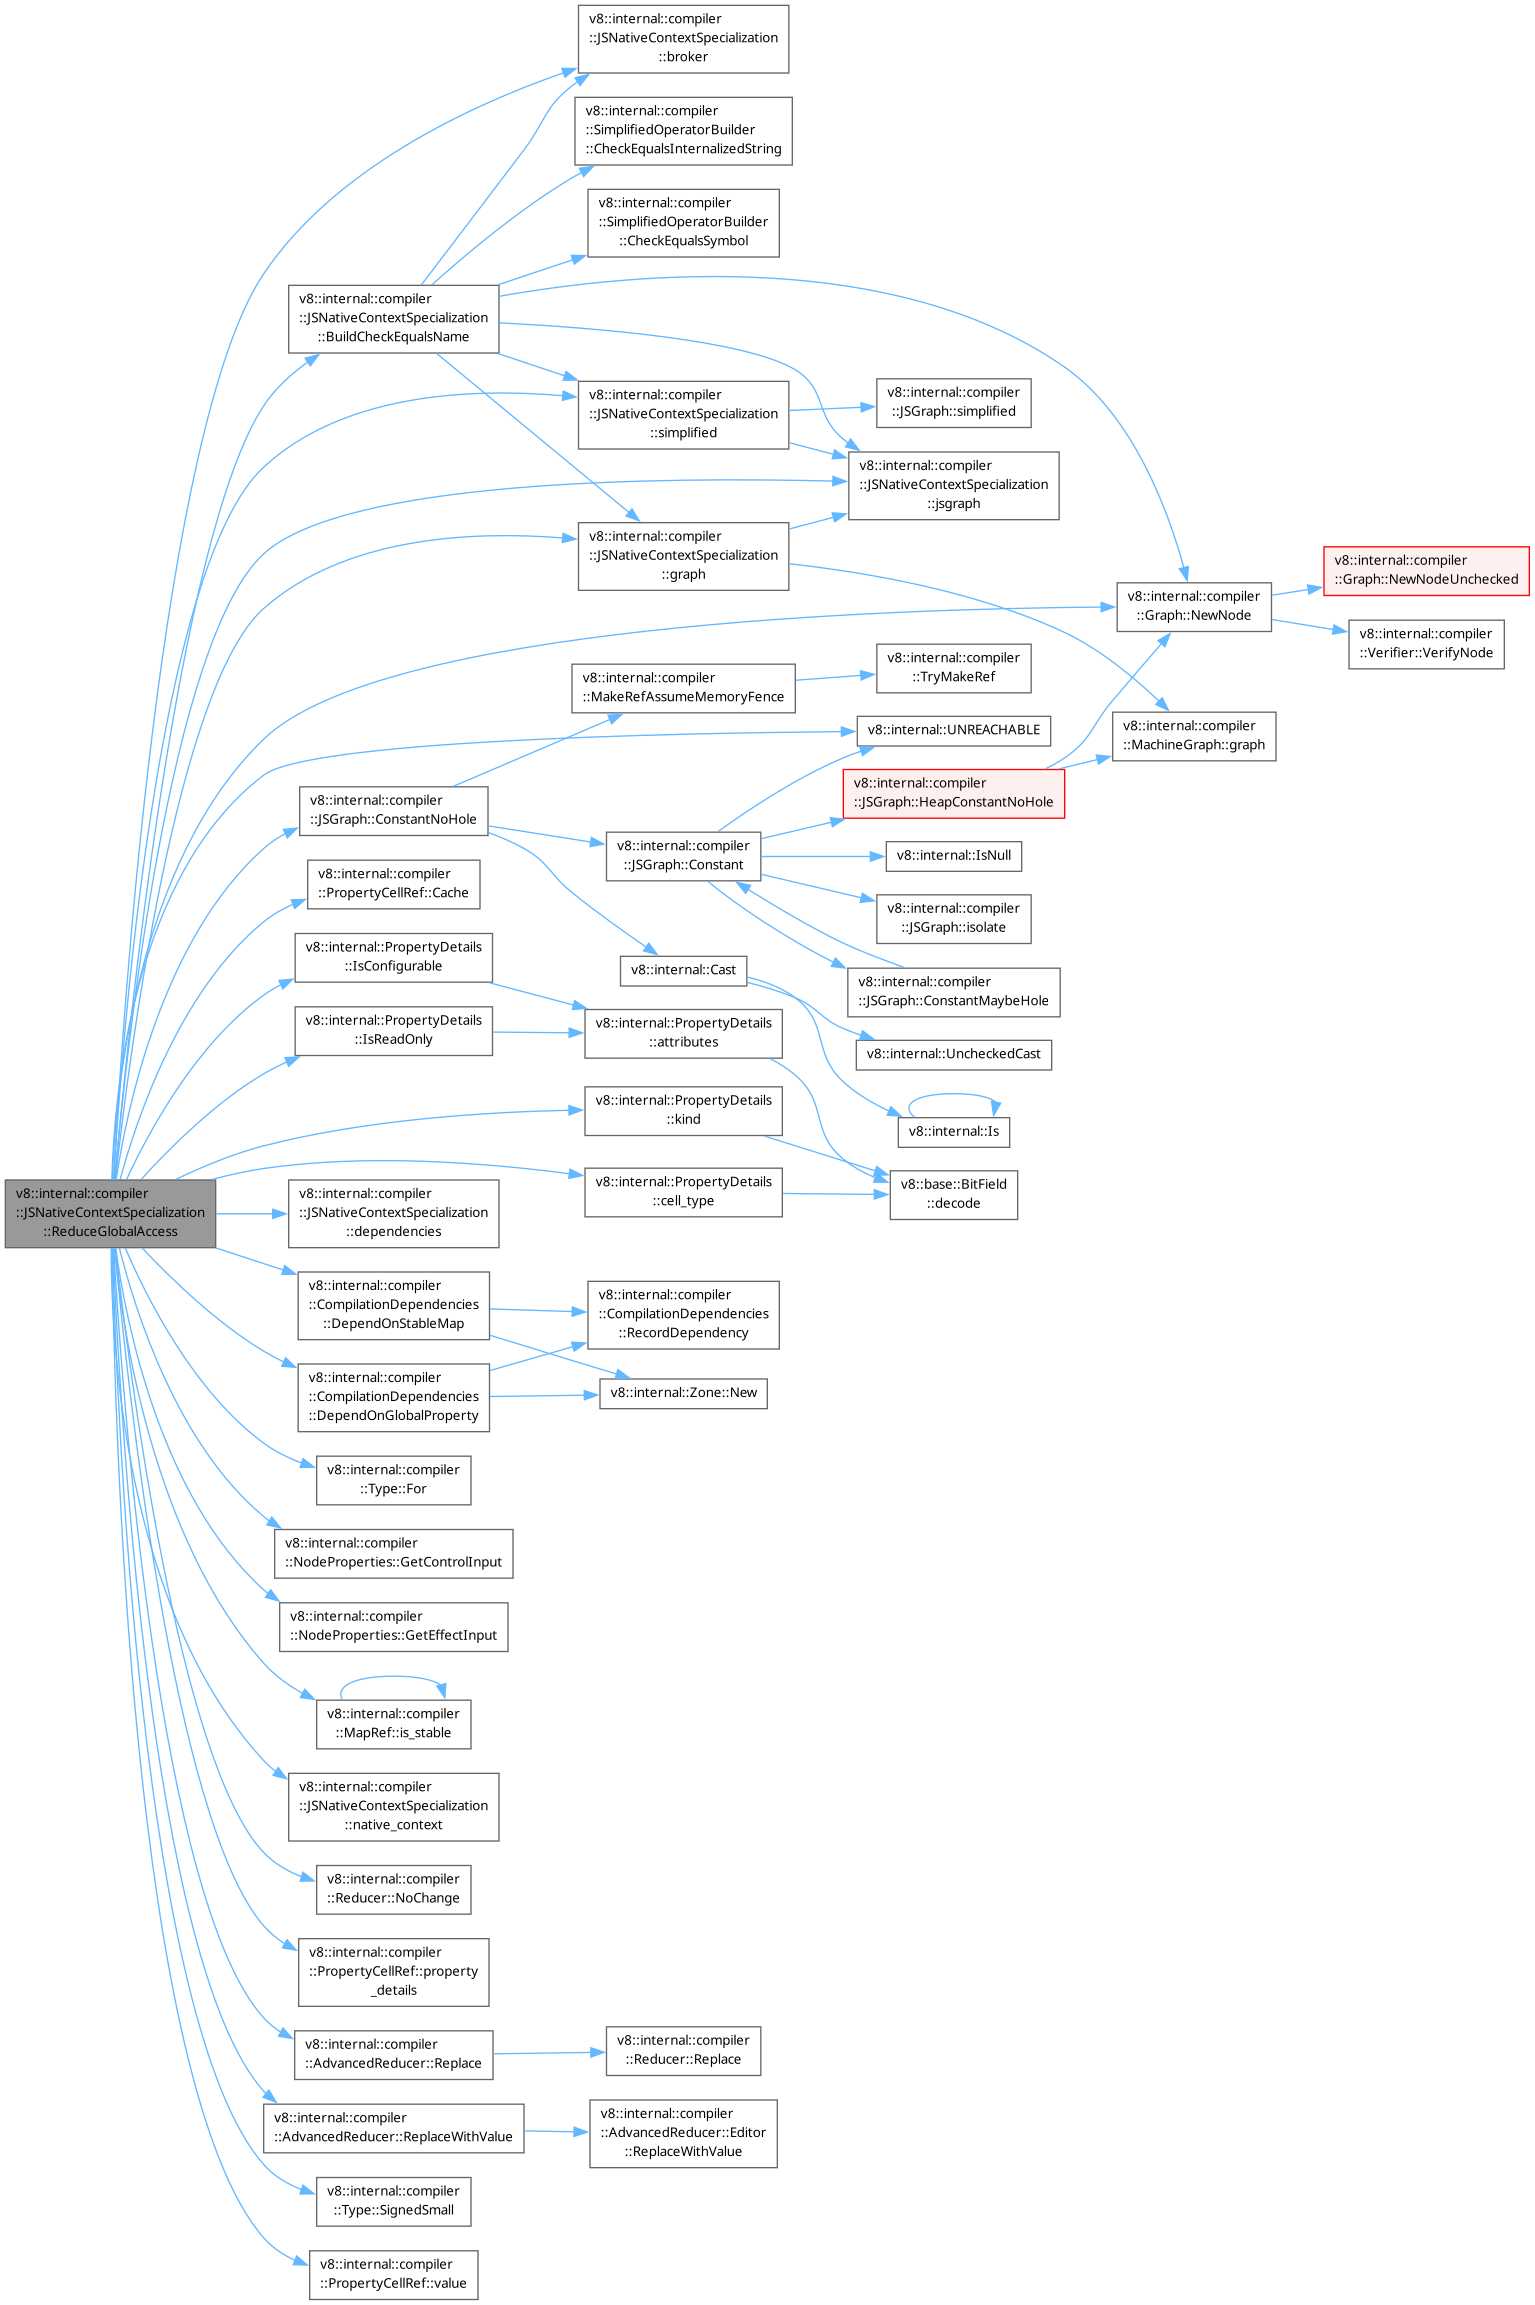 v8::internal::compiler
::JSNativeContextSpecialization
::broker
v8::internal::compiler
::SimplifiedOperatorBuilder
::CheckEqualsInternalizedString
v8::internal::compiler
::SimplifiedOperatorBuilder
::CheckEqualsSymbol
v8::internal::compiler
::JSNativeContextSpecialization
::BuildCheckEqualsName
v8::internal::compiler
::JSNativeContextSpecialization
::simplified
v8::internal::compiler
::JSGraph::simplified
v8::internal::compiler
::JSNativeContextSpecialization
::jsgraph
v8::internal::compiler
::JSNativeContextSpecialization
::graph
v8::internal::compiler
::Graph::NewNode
v8::internal::compiler
::Graph::NewNodeUnchecked
v8::internal::compiler
::Verifier::VerifyNode
v8::internal::compiler
::MakeRefAssumeMemoryFence
v8::internal::compiler
::TryMakeRef
v8::internal::UNREACHABLE
v8::internal::compiler
::MachineGraph::graph
v8::internal::compiler
::JSGraph::HeapConstantNoHole
v8::internal::compiler
::JSGraph::ConstantNoHole
v8::internal::compiler
::JSGraph::Constant
v8::internal::IsNull
v8::internal::compiler
::PropertyCellRef::Cache
v8::internal::compiler
::JSGraph::isolate
v8::internal::PropertyDetails
::IsConfigurable
v8::internal::Cast
v8::internal::compiler
::JSGraph::ConstantMaybeHole
v8::internal::PropertyDetails
::IsReadOnly
v8::internal::PropertyDetails
::attributes
v8::internal::UncheckedCast
v8::internal::PropertyDetails
::kind
v8::internal::Is
v8::internal::PropertyDetails
::cell_type
v8::base::BitField
::decode
v8::internal::compiler
::JSNativeContextSpecialization
::ReduceGlobalAccess
v8::internal::compiler
::JSNativeContextSpecialization
::dependencies
v8::internal::compiler
::CompilationDependencies
::DependOnStableMap
v8::internal::compiler
::CompilationDependencies
::RecordDependency
v8::internal::compiler
::CompilationDependencies
::DependOnGlobalProperty
v8::internal::Zone::New
v8::internal::compiler
::Type::For
v8::internal::compiler
::NodeProperties::GetControlInput
v8::internal::compiler
::NodeProperties::GetEffectInput
v8::internal::compiler
::MapRef::is_stable
v8::internal::compiler
::JSNativeContextSpecialization
::native_context
v8::internal::compiler
::Reducer::NoChange
v8::internal::compiler
::PropertyCellRef::property
_details
v8::internal::compiler
::AdvancedReducer::Replace
v8::internal::compiler
::Reducer::Replace
v8::internal::compiler
::AdvancedReducer::ReplaceWithValue
v8::internal::compiler
::AdvancedReducer::Editor
::ReplaceWithValue
v8::internal::compiler
::Type::SignedSmall
v8::internal::compiler
::PropertyCellRef::value